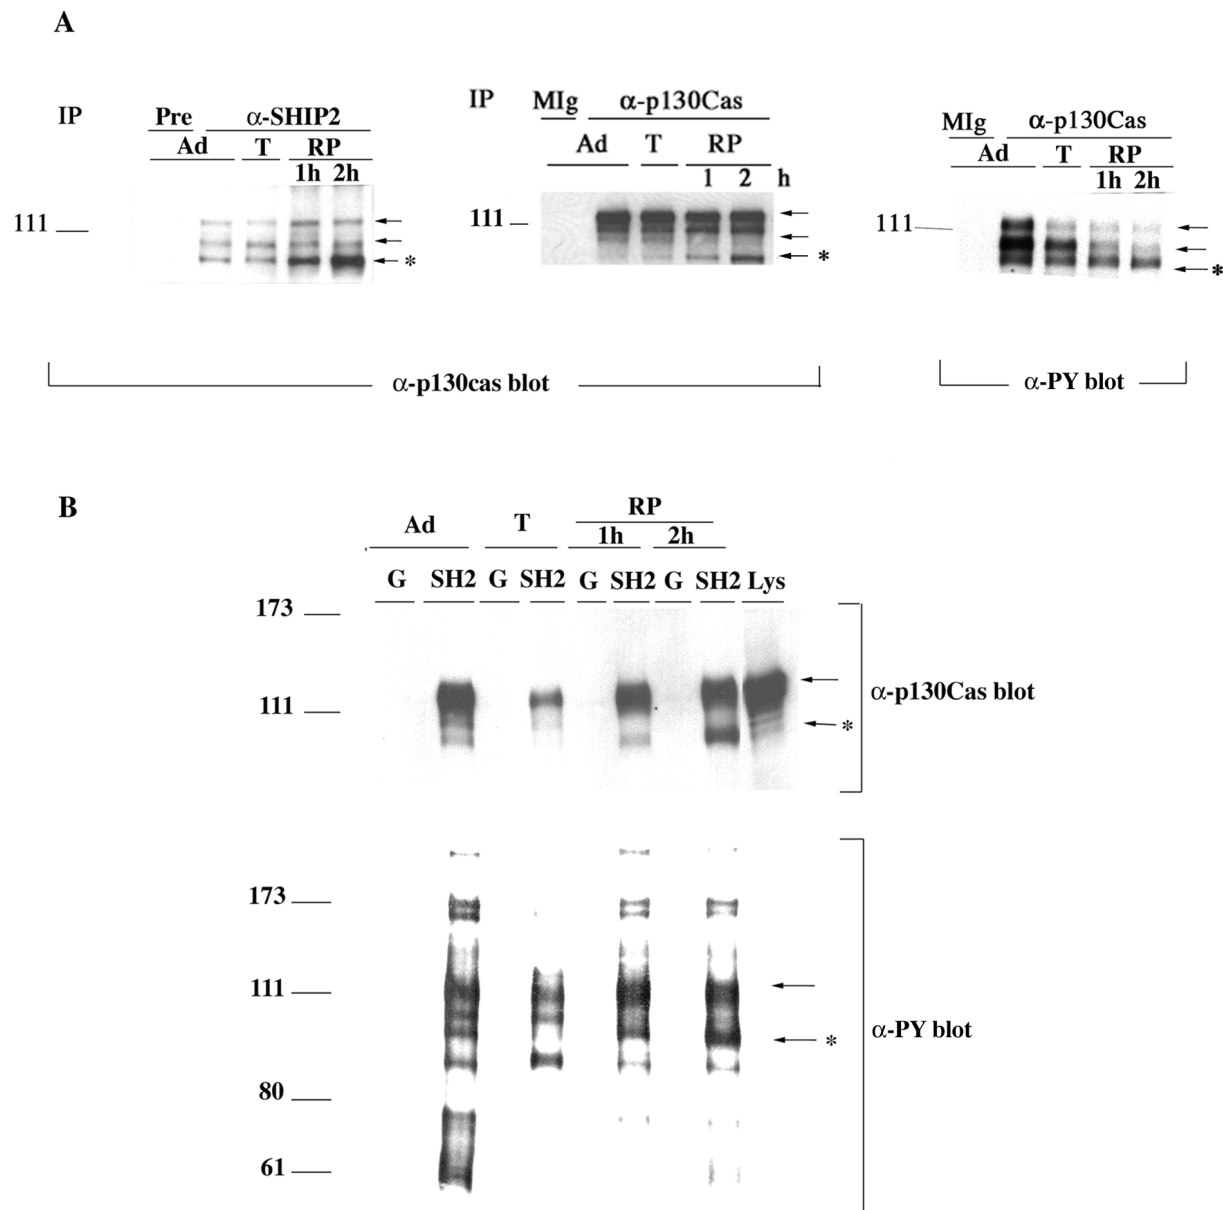 A
IP
Pre
α-SHIP2
Ad
T
RP
1h 2h
111
*
IP
MIg
α-p130Cas
Ad
T
RP
1 2 h
111
*
MIg
α-p130Cas
Ad
T
RP
1h 2h
111
*
α-p130cas blot
α-PY blot
B
Ad
T
RP
1h 2h
G SH2 G SH2 G SH2 G SH2 Lys
173
111
*
α-p130Cas blot
173
111
80
61
*
α-PY blot